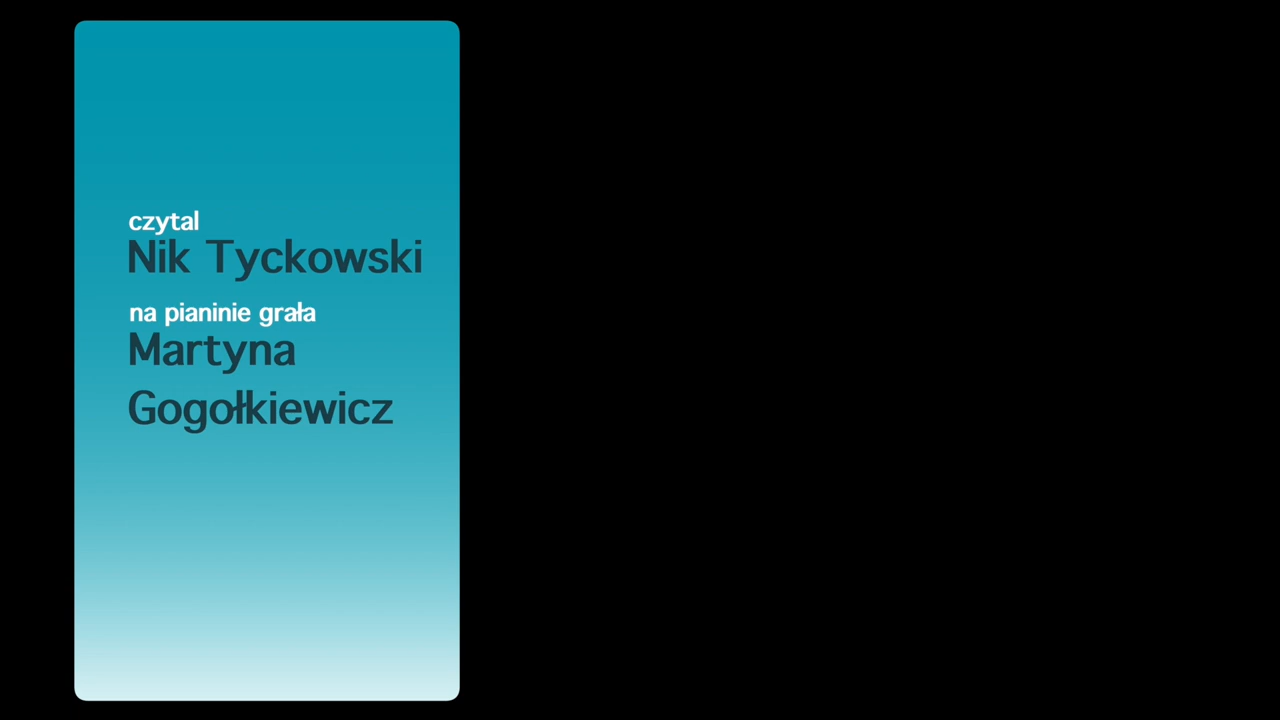 czytal
Nik Tyckowski
na pianinie grała
Martyna
Gogołkiewicz